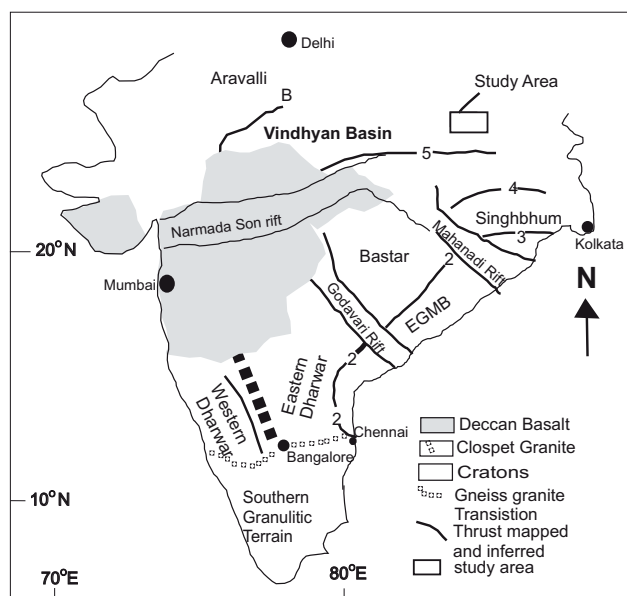 Delhi
Aravalli
B
Study Area
Vindhyan Basin
5
4
Narmada Son rift
Singhbhum
3
Kolkata
20°N
Mumbai
Bastar
2
Mahanadi Rift
N
Godavari Rift
EGMB
2
Western
Dharwar
Eastern
Dharwar
2
Chennai
Bangalore
Deccan Basalt
Clospet Granite
Cratons
Gneiss granite
Transistion
Thrust mapped
and inferred
study area
10°N
Southern
Granulitic
Terrain
70°E
80°E